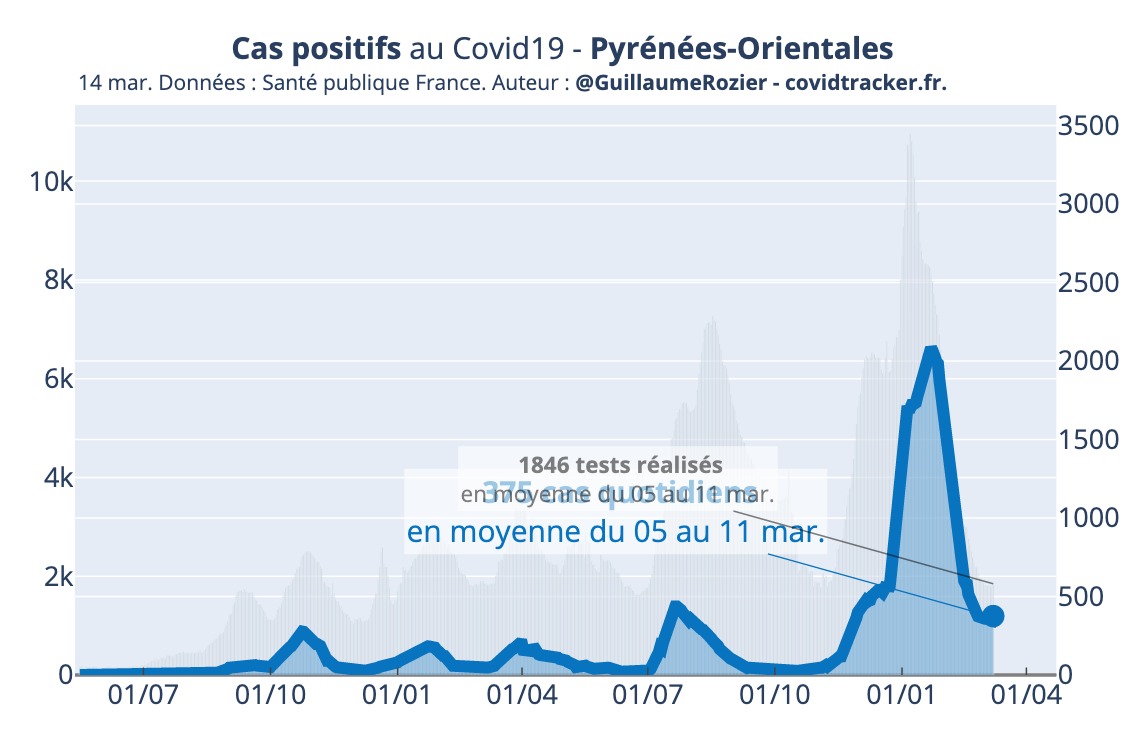 Cas positifs au Covid19 - Pyrénées-Orientales
14 mar. Données : Santé publique France. Auteur : @GuillaumeRozier - covidtracker.fr.
3500
10k
3000
8k
2500
2000
6k
1500
1846 tests réalisés
4k
en moyenne du 05 au 11 mar.
375 cas quotidiens
1000
en moyenne du 05 au 11 mar.
2k
500
0
0
01/07
01/10
01/01
01/04
01/07
01/10
01/01
01/04